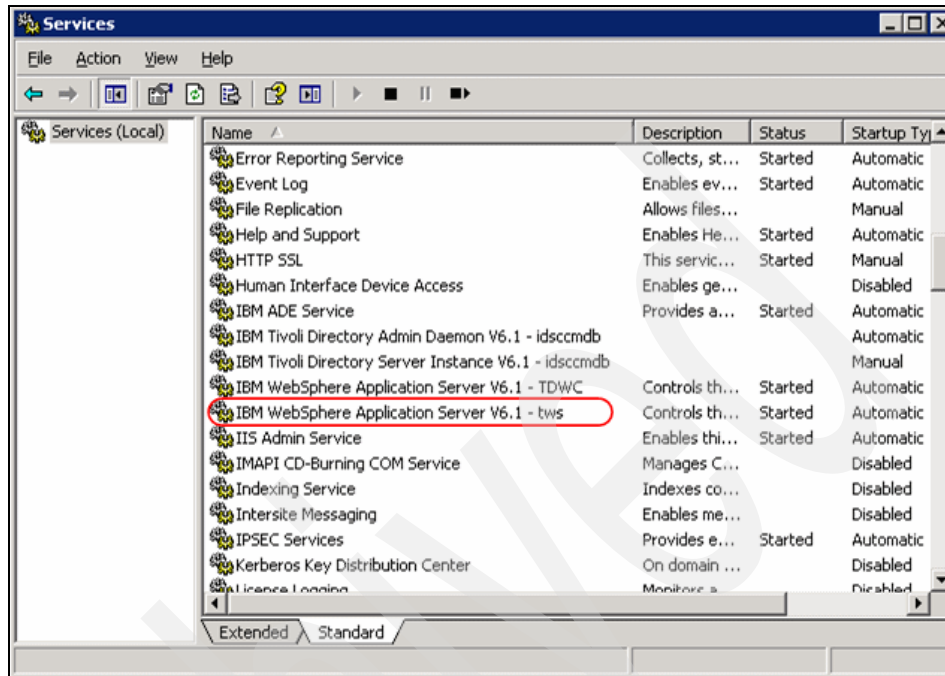 Services
File Action View Help
Services (Local)
Name Description Status Startup Typ
Error Reporting Service Collects, st... Started Automatic
Event Log Enables ev... Started Automatic
File Replication Allows files... Manual
Help and Support Enables He... Started Automatic
HTTP SSL This servic... Started Manual
Human Interface Device Access Enables ge... Disabled
IBM ADE Service Provides a... Started Automatic
IBM Tivoli Directory Admin Daemon V6.1 - idsccmdb Automatic
IBM Tivoli Directory Server Instance V6.1 - idsccmdb Manual
IBM WebSphere Application Server V6.1 - TDWC Controls th... Started Automatic
IBM WebSphere Application Server V6.1 - tws Controls th... Started Automatic
IIS Admin Service Enables thi... Started Automatic
IMAPI CD-Burning COM Service Manages C... Disabled
Indexing Service Indexes co... Disabled
Intersite Messaging Enables me... Disabled
IPSEC Services Provides e... Started Automatic
Kerberos Key Distribution Center On domain ... Disabled
License Logging Monitors a Disabled
Extended Standard